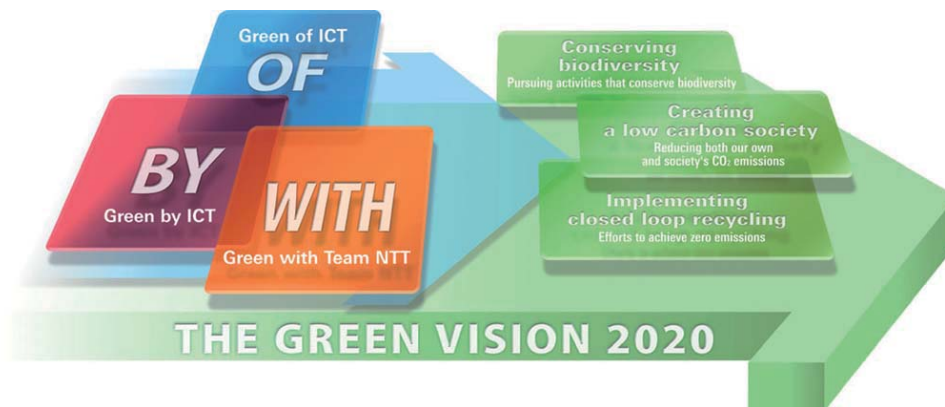 Green of ICT
OF
BY
Green by ICT
WITH
Green with Team NTT
Conserving
biodiversity
Pursuing activities that conserve biodiversity
Creating
a low carbon society
Reducing both our own
and society's CO₂ emissions
Implementing
closed loop recycling
Efforts to achieve zero emissions
THE GREEN VISION 2020